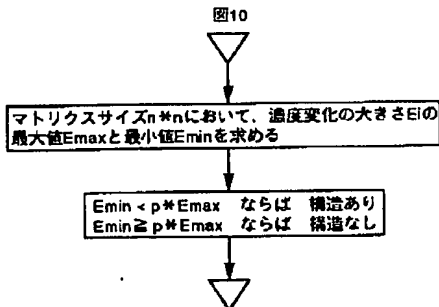 図10
マトリクスサイズn*nにおいて、濃度変化の大きさEiの
最大値Emaxと最小値Eminを求める
Emin < p*Emax ならば 構造あり
Emin≧ p*Emax ならば 構造なし